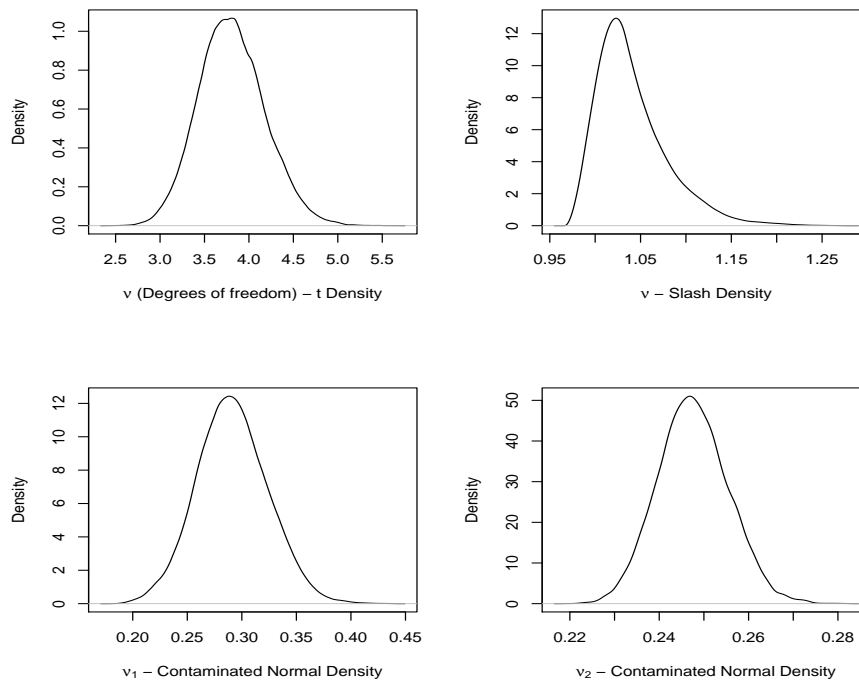 Density
0.0 0.2 0.4 0.6 0.8 1.0
2.5 3.0 3.5 4.0 4.5 5.0 5.5
ν (Degrees of freedom) − t Density
Density
0 2 4 6 8 10 12
0.95 1.05 1.15 1.25
ν − Slash Density
Density
0 2 4 6 8 10 12
0.20 0.25 0.30 0.35 0.40 0.45
ν1 − Contaminated Normal Density
Density
0 10 20 30 40 50
0.22 0.24 0.26 0.28
ν2 − Contaminated Normal Density